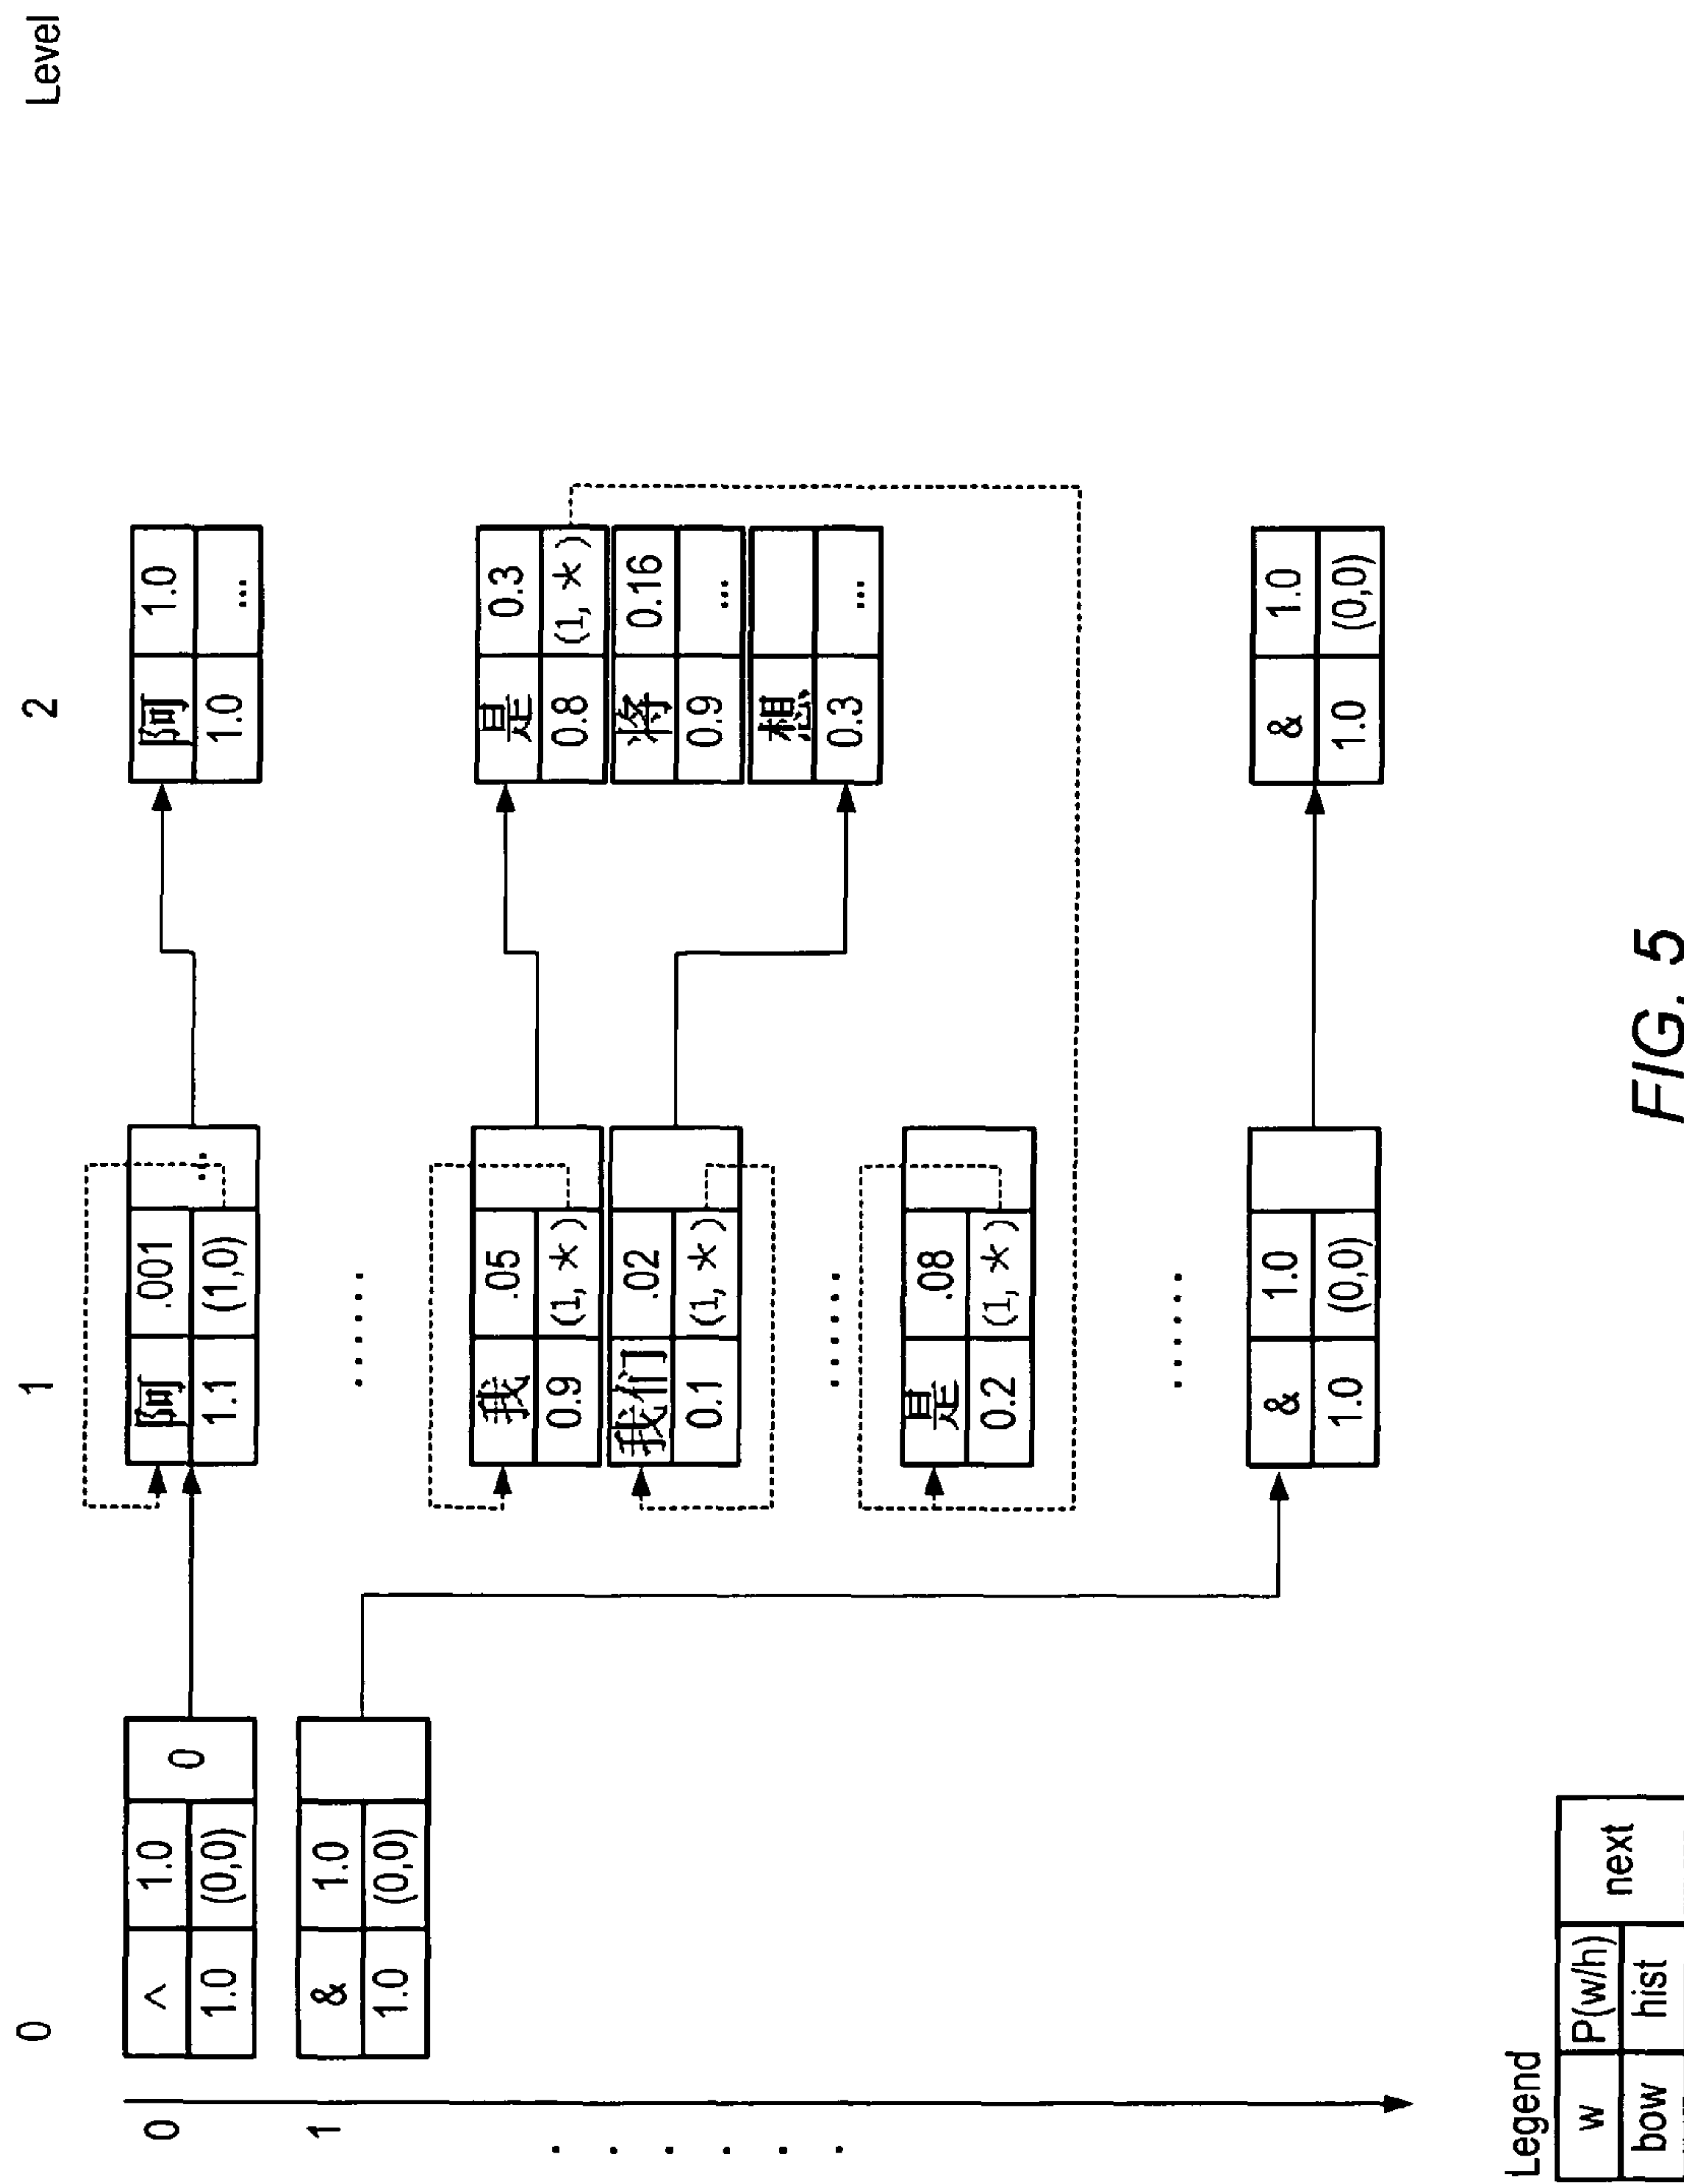 0 1 2 Level
0 ^ 1.0 0 阿 .001 ... 阿 1.0
1.0 (0,0) 1.1 (1,0) 1.0 ...
1 & 1.0
1.0 (0,0)
......
我 .05 是 0.3
0.9 (1,*) 0.8 (1,*)
我们 .02 将 0.16
0.1 (1,*) 0.9 ...
想
0.3 ...
......
是 .08
0.2 (1,*)
......
& 1.0 & 1.0
1.0 (0,0) 1.0 (0,0)
Legend
w P(w/h) next
bow hist
FIG. 5